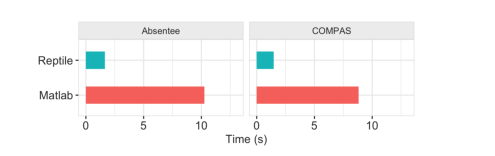 Absentee COMPAS
Reptile
Matlab
0 5 10 0 5 10
Time (s)